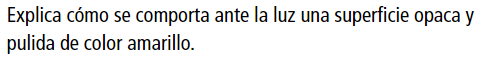 Explica cómo se comporta ante la luz una superficie opaca y
pulida de color amarillo.